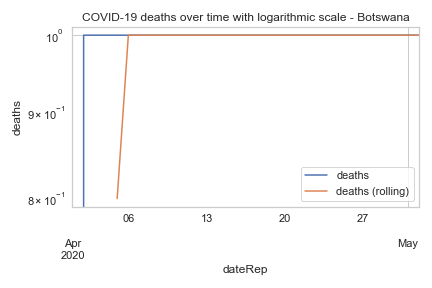 COVID-19 deaths over time with logarithmic scale - Botswana
10⁰
9 × 10⁻¹
8 × 10⁻¹
deaths
deaths
deaths (rolling)
06 13 20 27
Apr May
2020
dateRep